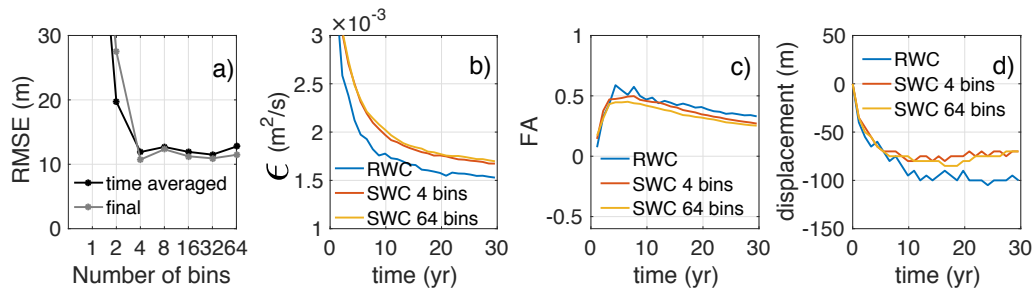 30
20
10
0
RMSE (m)
a)
time averaged
final
1 2 4 8 16 32 64
Number of bins
×10⁻³
3
2.5
2
1.5
1
ϵ (m²/s)
b)
RWC
SWC 4 bins
SWC 64 bins
0 10 20 30
time (yr)
1
0.5
0
-0.5
FA
c)
RWC
SWC 4 bins
SWC 64 bins
0 10 20 30
time (yr)
50
0
-50
-100
-150
displacement (m)
d)
RWC
SWC 4 bins
SWC 64 bins
0 10 20 30
time (yr)